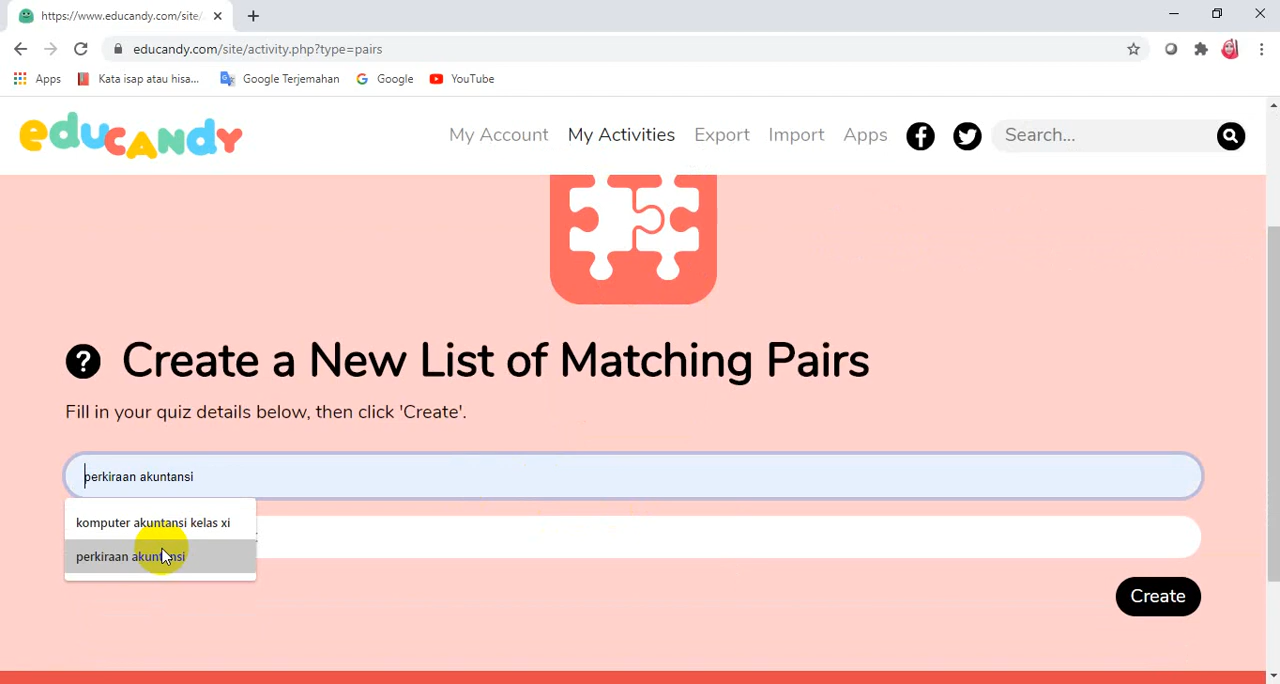 https://www.educandy.com/site/
educandy.com/site/activity.php?type=pairs
Apps Kata isap atau hisa... Google Terjemahan Google YouTube
educandy My Account My Activities Export Import Apps Search...
? Create a New List of Matching Pairs
Fill in your quiz details below, then click 'Create'.
perkiraan akuntansi
komputer akuntansi kelas xi
perkiraan akuntansi
Create